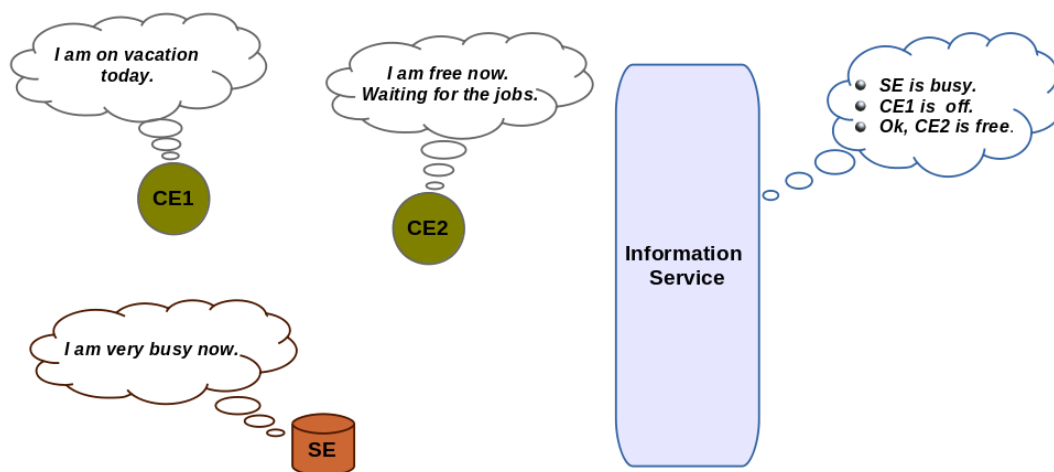 I am on vacation
today.
CE1
I am free now.
Waiting for the jobs.
CE2
I am very busy now.
SE
Information
Service
SE is busy.
CE1 is off.
Ok, CE2 is free.